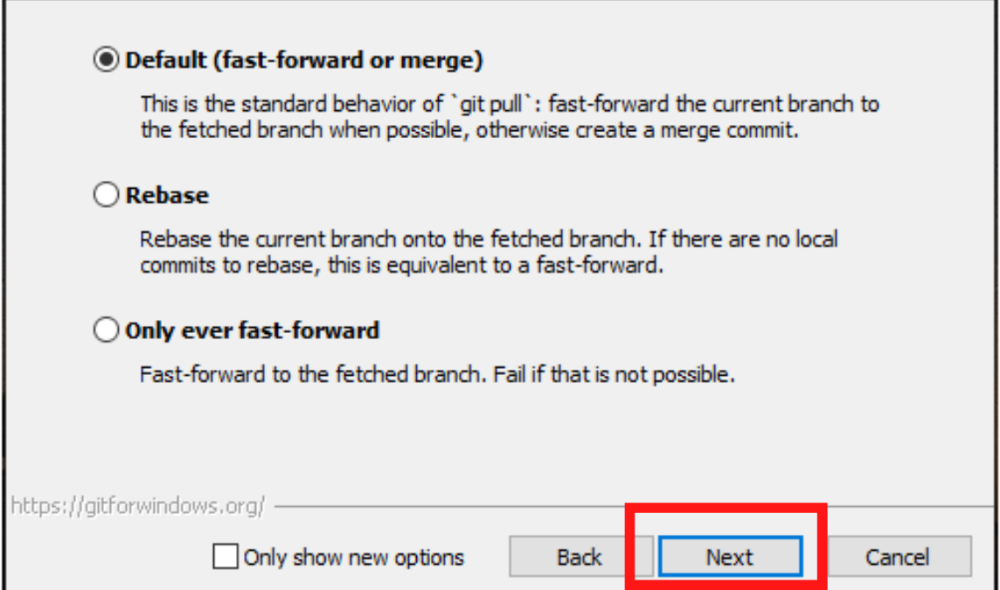 Default (fast-forward or merge)
This is the standard behavior of `git pull`: fast-forward the current branch to
the fetched branch when possible, otherwise create a merge commit.
Rebase
Rebase the current branch onto the fetched branch. If there are no local
commits to rebase, this is equivalent to a fast-forward.
Only ever fast-forward
Fast-forward to the fetched branch. Fail if that is not possible.
https://gitforwindows.org/
Only show new options Back Next Cancel